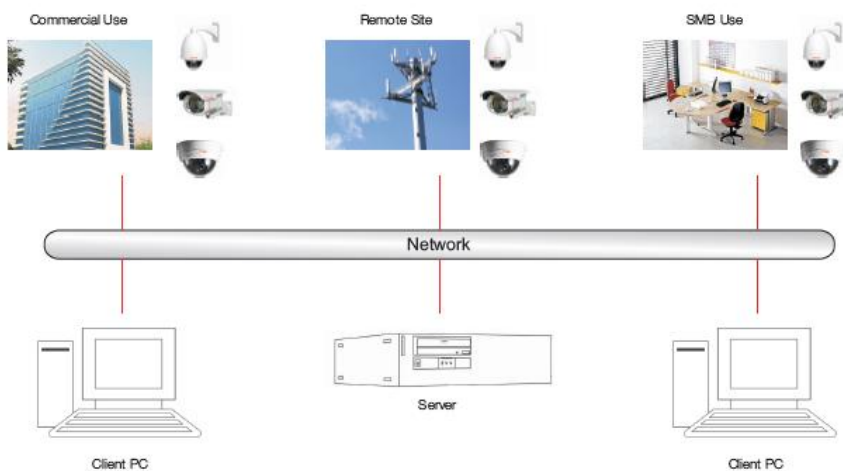 Commercial Use
Remote Site
SMB Use
Network
Server
Client PC
Client PC